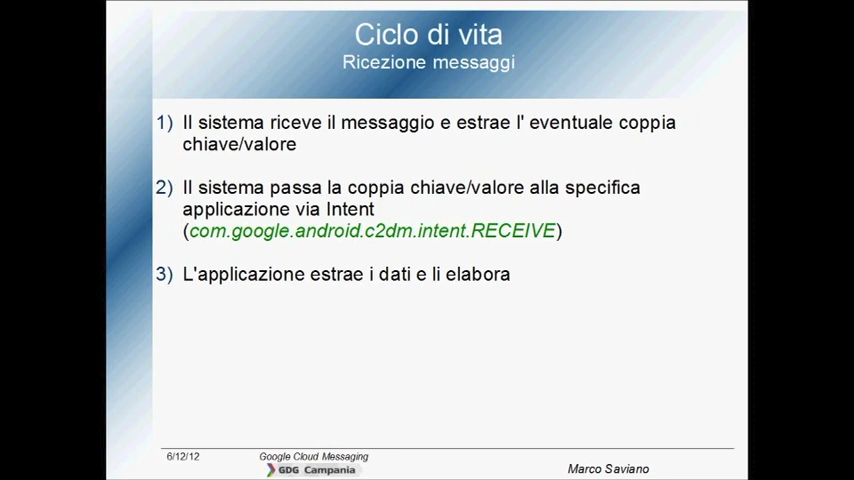 Ciclo di vita
Ricezione messaggi
1) Il sistema riceve il messaggio e estrae l' eventuale coppia
chiave/valore
2) Il sistema passa la coppia chiave/valore alla specifica
applicazione via Intent
(com.google.android.c2dm.intent.RECEIVE)
3) L'applicazione estrae i dati e li elabora
6/12/12
Google Cloud Messaging
GDG Campania
Marco Saviano